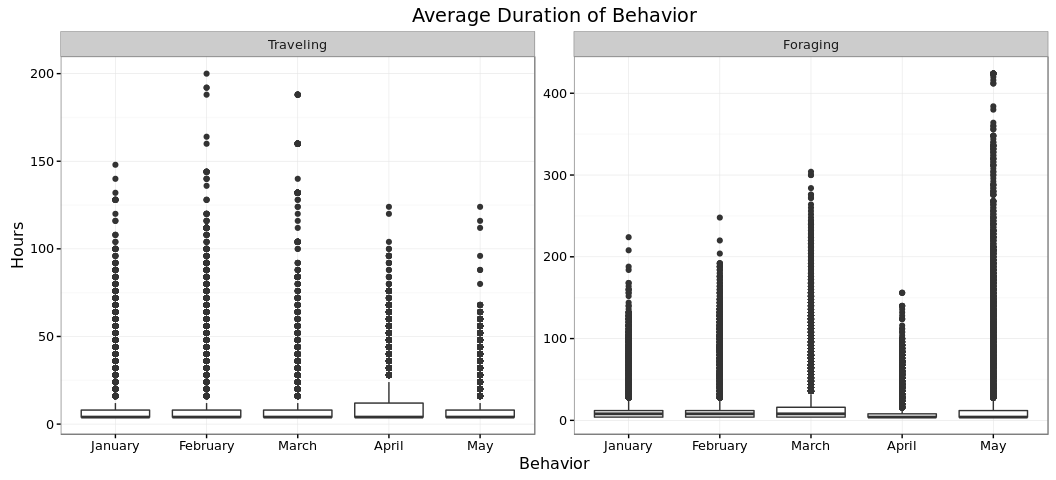 Average Duration of Behavior
Traveling
Foraging
200
150
100
50
0
400
300
200
100
0
Hours
January February March April May
January February March April May
Behavior